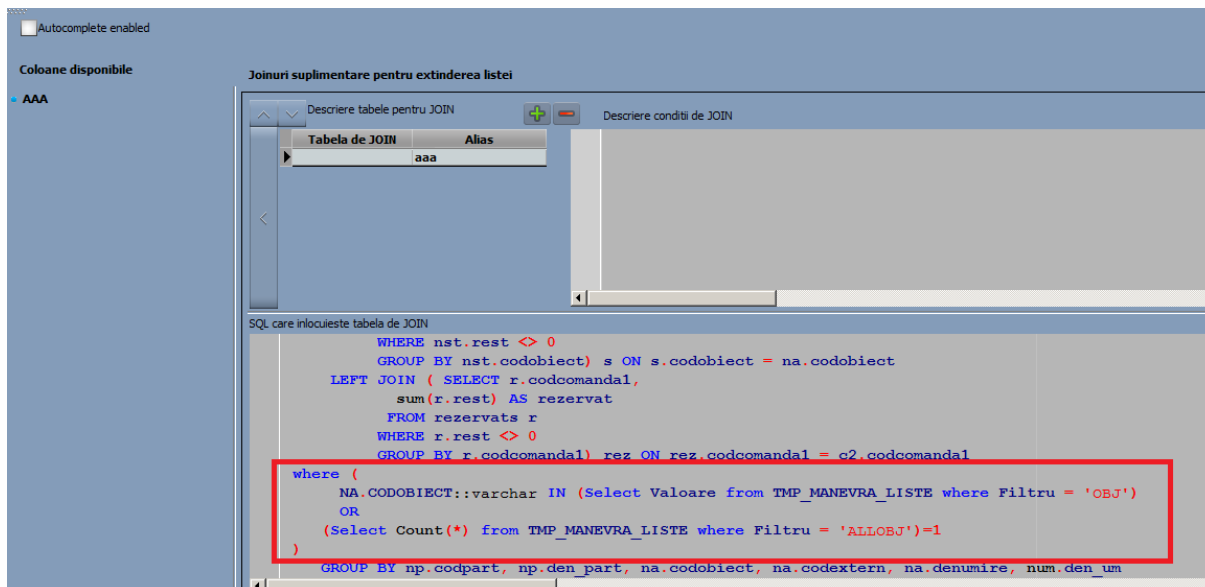 Autocomplete enabled
Coloane disponibile
Joinuri suplimentare pentru extinderea listei
AAA
Descriere tabele pentru JOIN
Descriere conditii de JOIN
Tabela de JOIN Alias
aaa
SQL care inlocuieste tabela de JOIN
WHERE nst.rest <> 0
GROUP BY nst.codobiect) s ON s.codobiect = na.codobiect
LEFT JOIN ( SELECT r.codcomanda1,
sum(r.rest) AS rezervat
FROM rezervats r
WHERE r.rest <> 0
GROUP BY r.codcomanda1) rez ON rez.codcomanda1 = c2.codcomanda1
where (
NA.CODOBIECT::varchar IN (Select Valoare from TMP_MANEVRA_LISTE where Filtru = 'OBJ')
OR
(Select Count(*) from TMP_MANEVRA_LISTE where Filtru = 'ALLOBJ')=1
)
GROUP BY np.codpart, np.den_part, na.codobiect, na.codextern, na.denumire, num.den_um